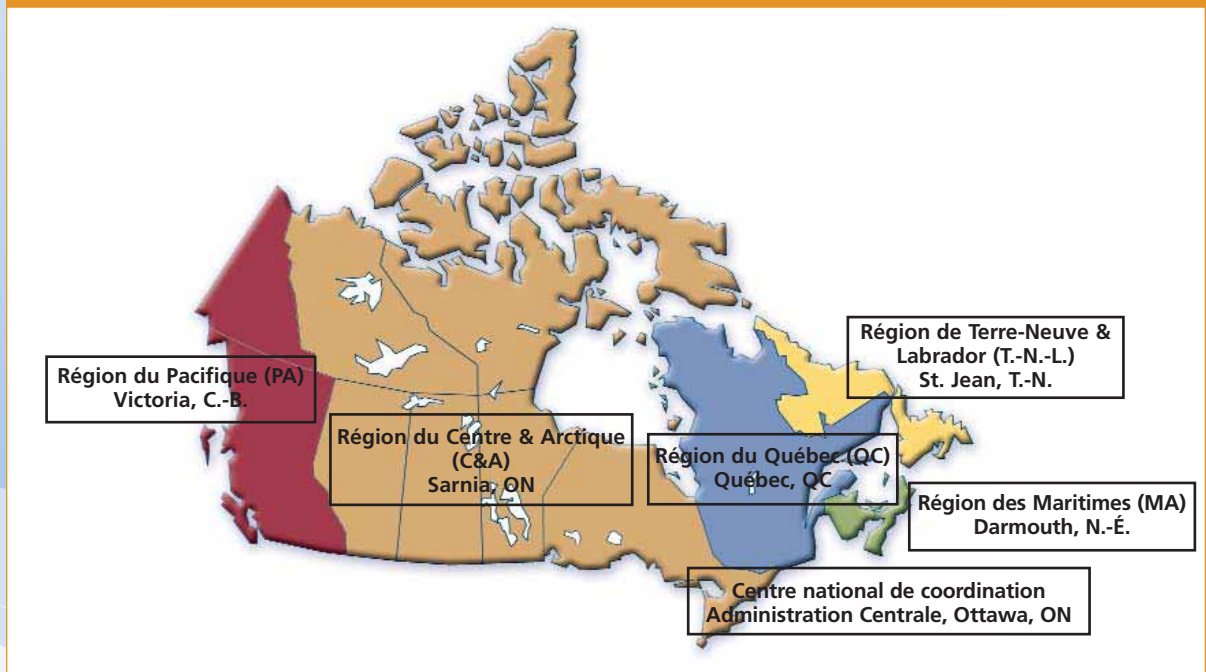 Région de Terre-Neuve &
Labrador (T.-N.-L.)
St. Jean, T.-N.
Région du Pacifique (PA)
Victoria, C.-B.
Région du Centre & Arctique
(C&A)
Sarnia, ON
Région du Québec (QC)
Québec, QC
Région des Maritimes (MA)
Darmouth, N.-É.
Centre national de coordination
Administration Centrale, Ottawa, ON